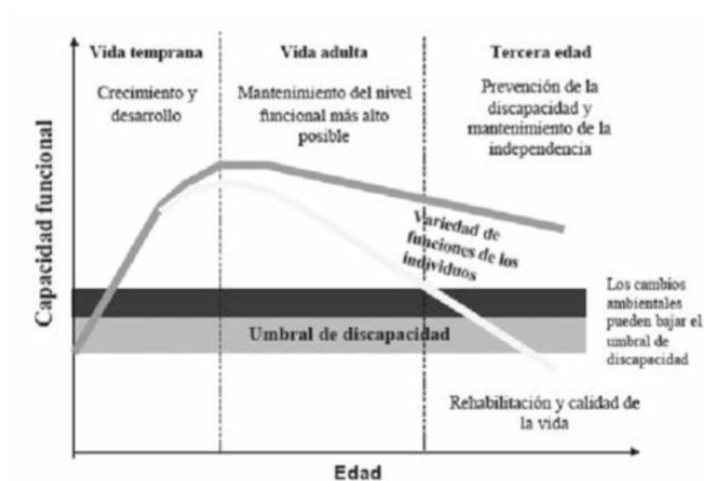 Vida temprana
Crecimiento y
desarrollo
Vida adulta
Mantenimiento del nivel
funcional más alto
posible
Tercera edad
Prevención de la
discapacidad y
mantenimiento de la
independencia
Capacidad funcional
Variedad de
funciones de los
individuos
Umbral de discapacidad
Los cambios
ambientales
pueden bajar el
umbral de
discapacidad
Rehabilitación y calidad de
la vida
Edad